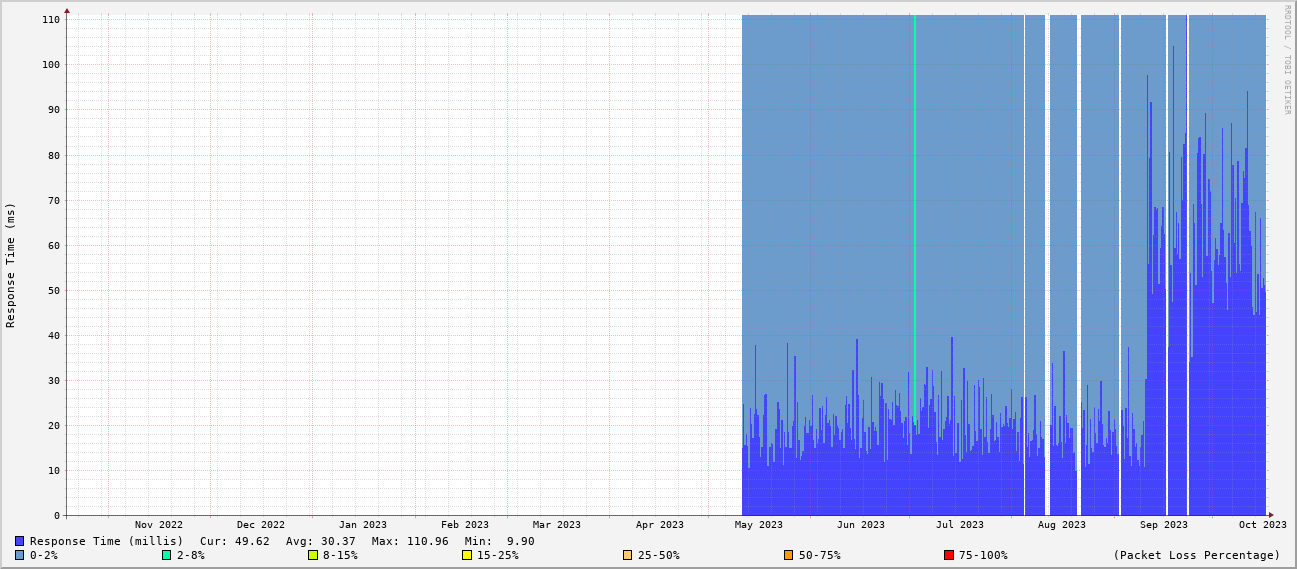 RRDTOOL / TOBI OETIKER
Response Time (ms)
110
100
90
80
70
60
50
40
30
20
10
0
Nov 2022 Dec 2022 Jan 2023 Feb 2023 Mar 2023 Apr 2023 May 2023 Jun 2023 Jul 2023 Aug 2023 Sep 2023 Oct 2023
Response Time (millis) Cur: 49.62 Avg: 30.37 Max: 110.96 Min: 9.90
0-2% 2-8% 8-15% 15-25% 25-50% 50-75% 75-100% (Packet Loss Percentage)